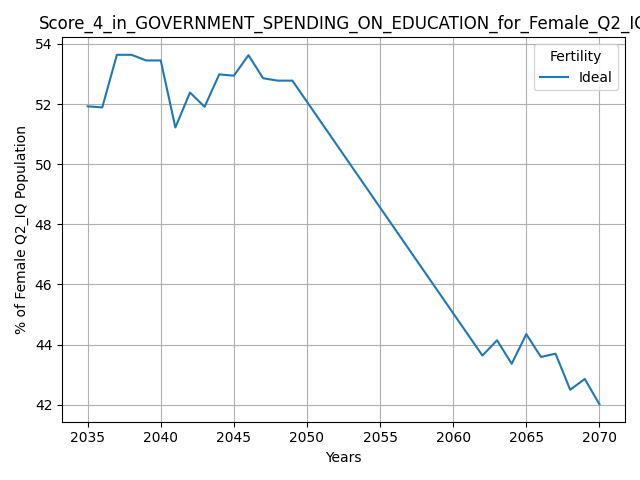 Score_4_in_GOVERNMENT_SPENDING_ON_EDUCATION_for_Female_Q2_IQ
54
52
50
48
46
44
42
% of Female Q2_IQ Population
Fertility
Ideal
2035 2040 2045 2050 2055 2060 2065 2070
Years